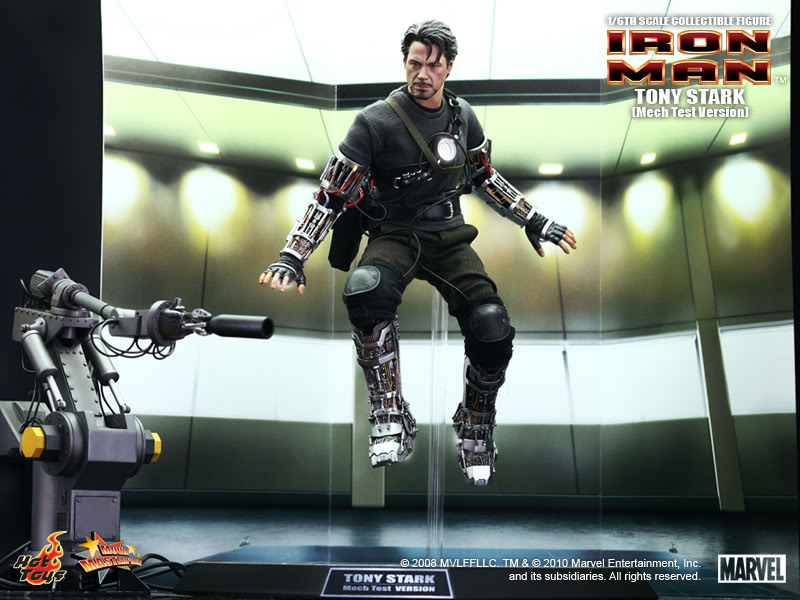 1/6TH SCALE COLLECTIBLE FIGURE
IRON
MAN TM
TONY STARK
(Mech Test Version)
HOT
TOYS
MOVIE
MASTERPIECE
TONY STARK
Mech Test VERSION
© 2008 MVLFFLLC. TM & © 2010 Marvel Entertainment, Inc.
and its subsidiaries. All rights reserved.
MARVEL